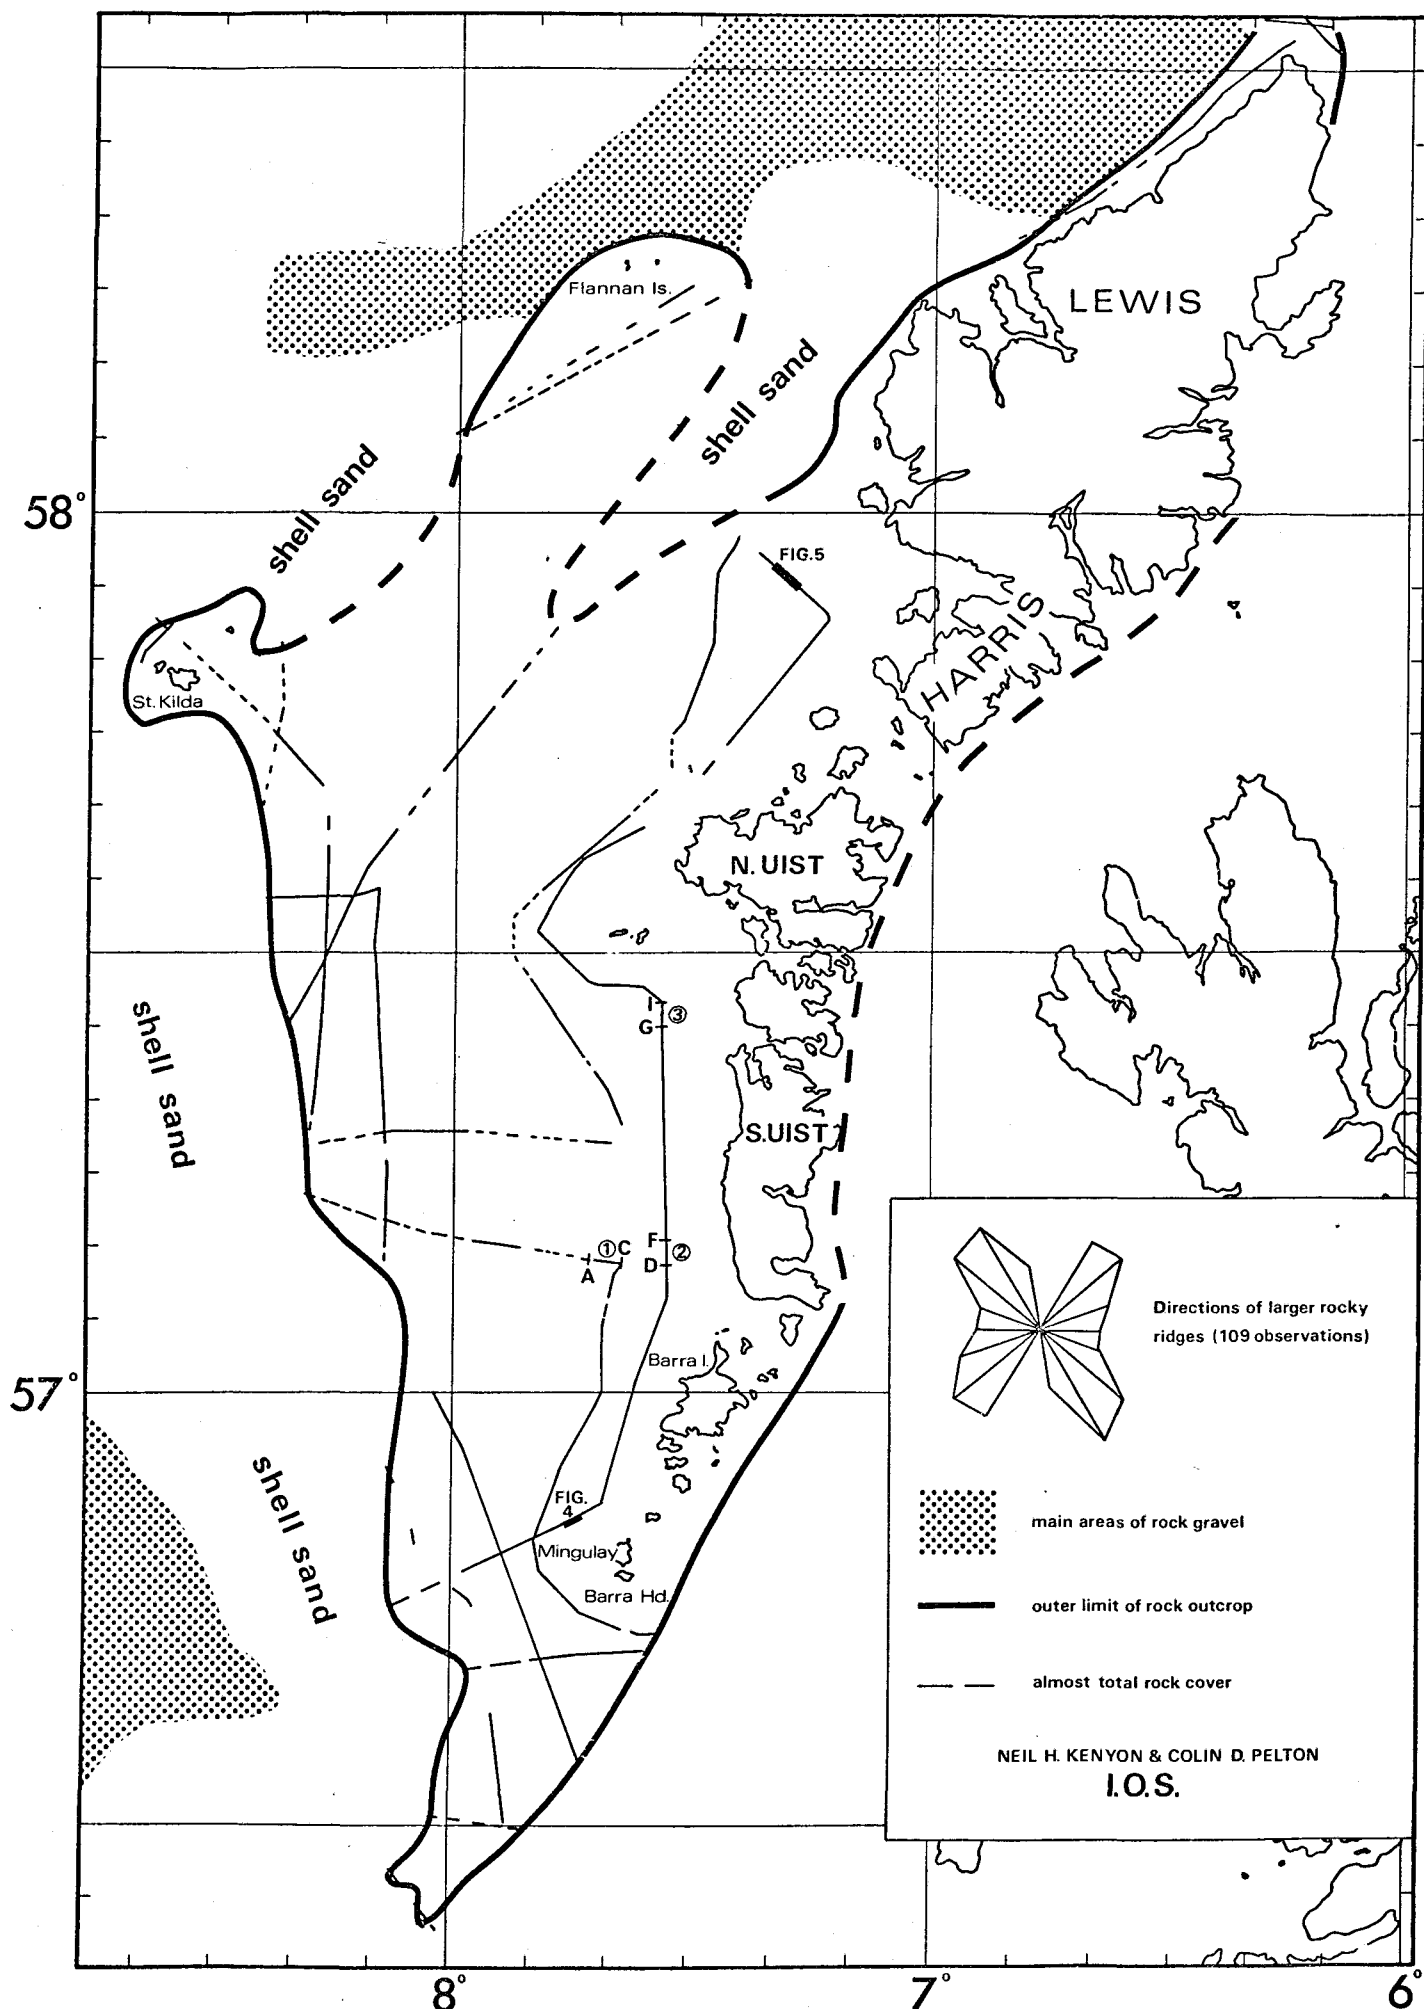 Flannan Is.
LEWIS
shell sand
shell sand
58°
FIG.5
HARRIS
St. Kilda
N. UIST
I
③
G
shell sand
S.UIST
①C
A
F
②
D
Directions of larger rocky
ridges (109 observations)
Barra I.
57°
shell sand
FIG.
4
main areas of rock gravel
Mingulay
Barra Hd.
outer limit of rock outcrop
almost total rock cover
NEIL H. KENYON & COLIN D. PELTON
I.O.S.
8°
7°
6°